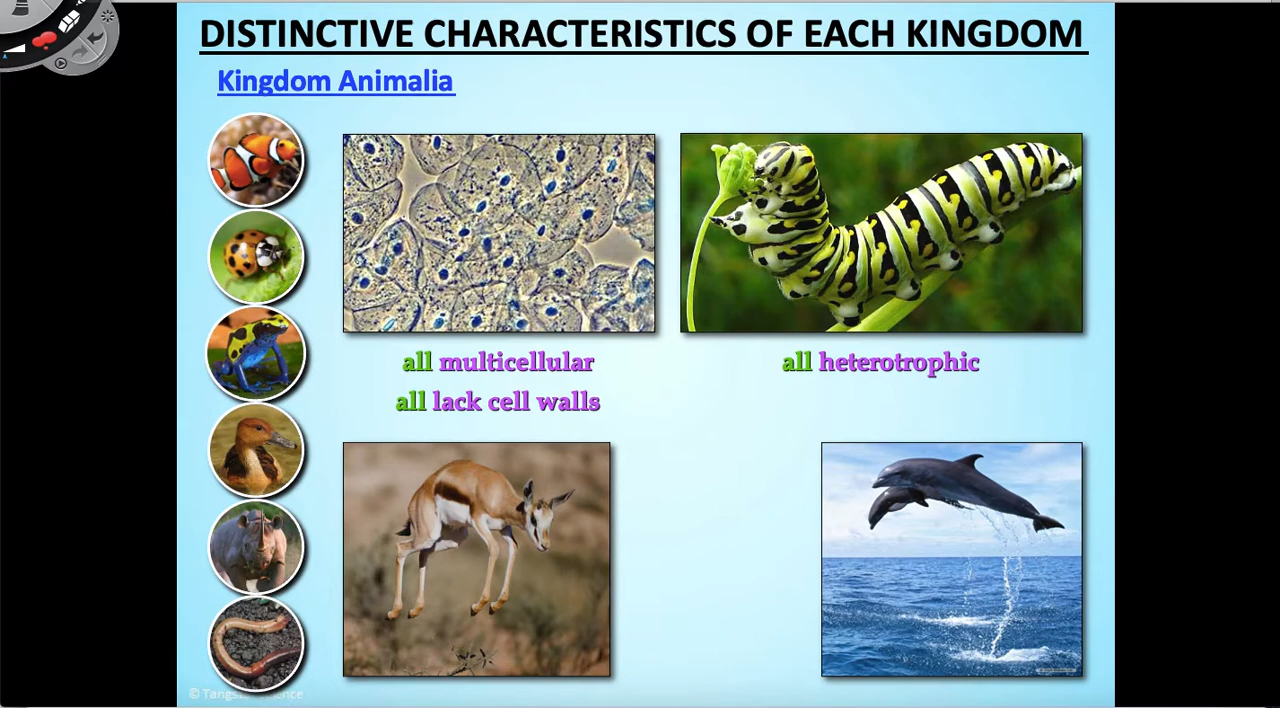 DISTINCTIVE CHARACTERISTICS OF EACH KINGDOM
Kingdom Animalia
all multicellular
all lack cell walls
all heterotrophic
©